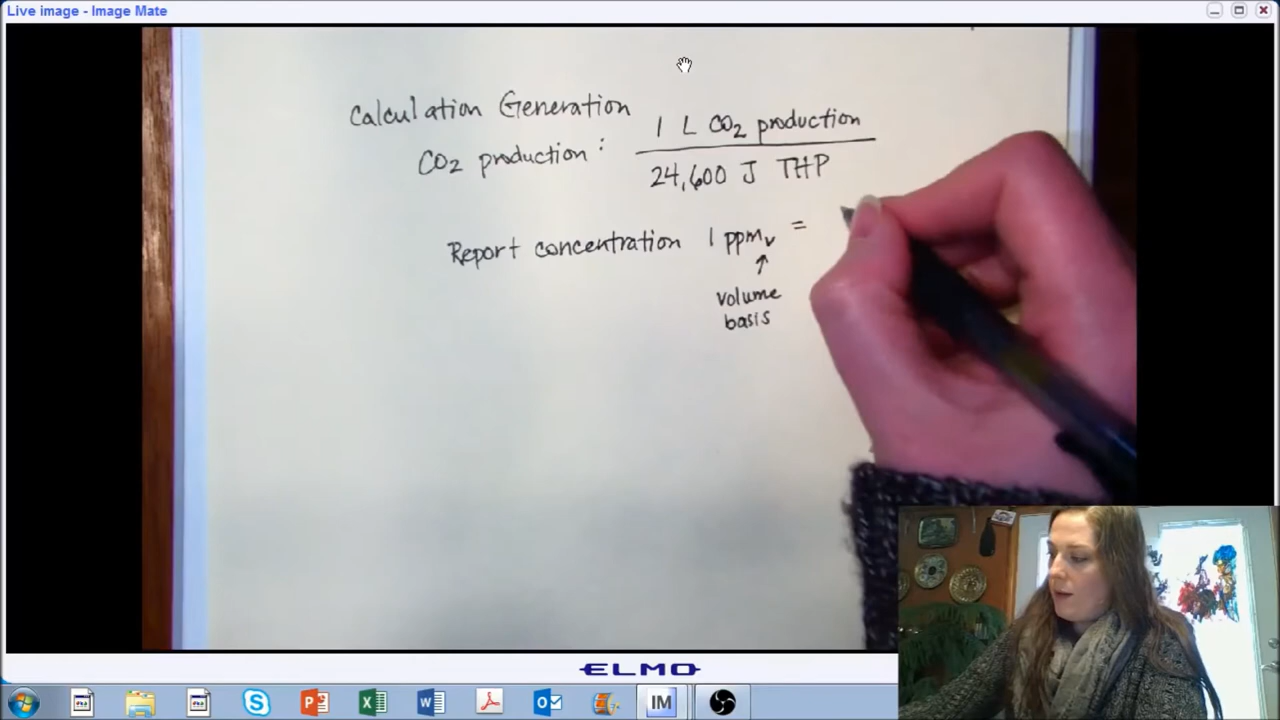 Live image - Image Mate
Calculation Generation
CO2 production: 1 L CO2 production
24,600 J THP
Report concentration 1 ppmv =
↑
volume
basis
ELMO
IM